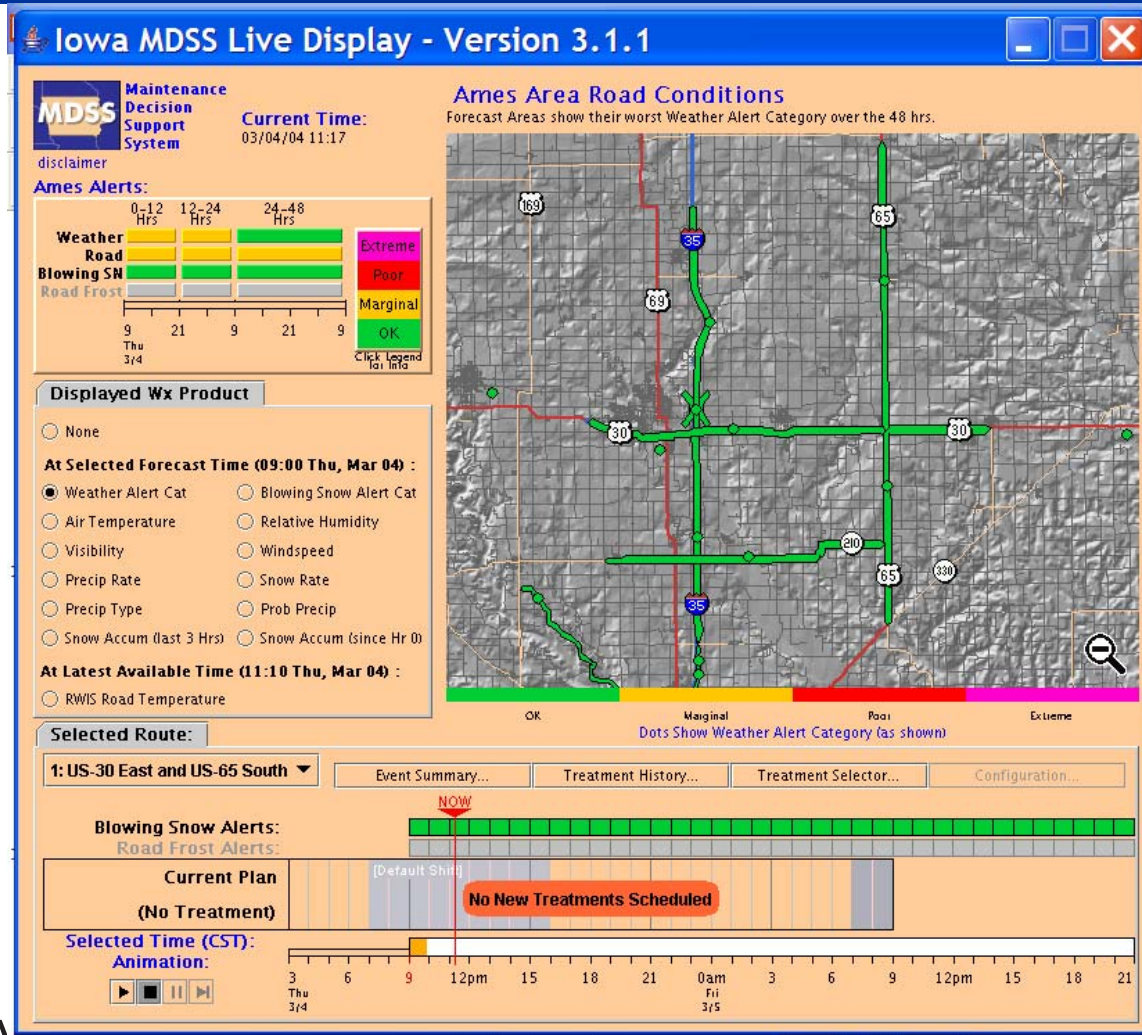 Iowa MDSS Live Display - Version 3.1.1
MDSS
Maintenance
Decision
Support
System
disclaimer
Current Time:
03/04/04 11:17
Ames Alerts:
0-12 Hrs 12-24 Hrs 24-48 Hrs
Weather
Road
Blowing SN
Road Frost
9 21 9 21 9
Thu
3/4
Extreme
Poor
Marginal
OK
Click Legend
for Info
Ames Area Road Conditions
Forecast Areas show their worst Weather Alert Category over the 48 hrs.
169
65
35
69
30
30
210
65
330
35
OK Marginal Poor Extreme
Dots Show Weather Alert Category (as shown)
Displayed Wx Product
None
At Selected Forecast Time (09:00 Thu, Mar 04) :
Weather Alert Cat Blowing Snow Alert Cat
Air Temperature Relative Humidity
Visibility Windspeed
Precip Rate Snow Rate
Precip Type Prob Precip
Snow Accum (last 3 Hrs) Snow Accum (since Hr 0)
At Latest Available Time (11:10 Thu, Mar 04) :
RWIS Road Temperature
Selected Route:
1: US-30 East and US-65 South
Event Summary... Treatment History... Treatment Selector... Configuration...
NOW
Blowing Snow Alerts:
Road Frost Alerts:
Current Plan
(No Treatment)
[Default Shift]
No New Treatments Scheduled
Selected Time (CST):
Animation:
3 6 9 12pm 15 18 21 0am 3 6 9 12pm 15 18 21
Thu Fri
3/4 3/5